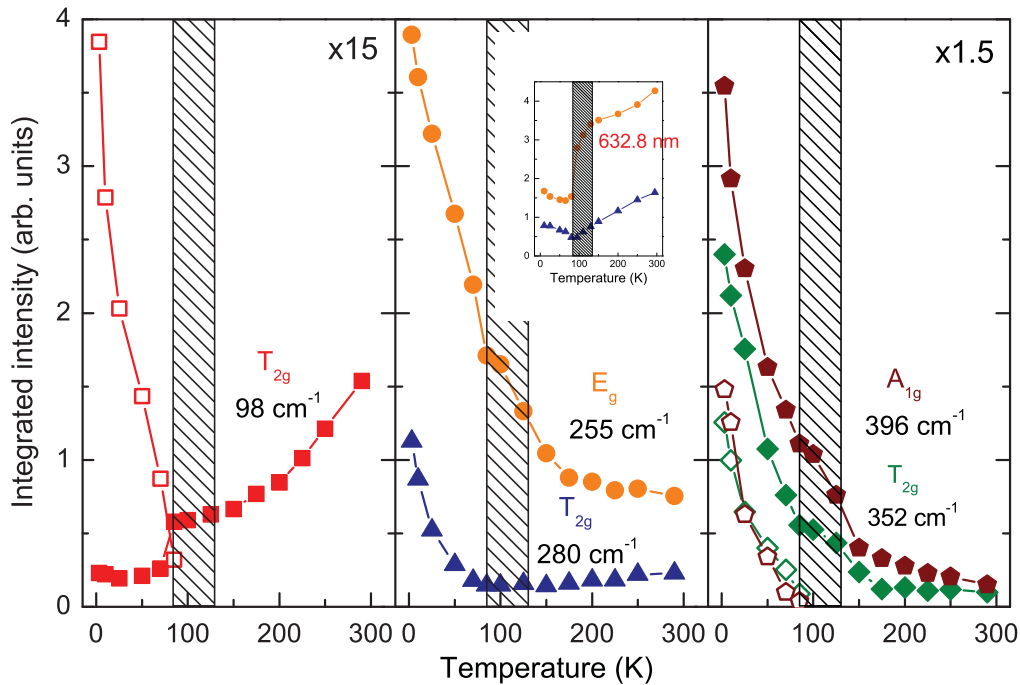 4
3
2
1
0
Integrated intensity (arb. units)
x15
T2g
98 cm-1
0 100 200 300
4
3
2
1
0
632.8 nm
0 100 200 300
Temperature (K)
Eg
255 cm-1
T2g
280 cm-1
0 100 200 300
x1.5
A1g
396 cm-1
T2g
352 cm-1
0 100 200 300
Temperature (K)